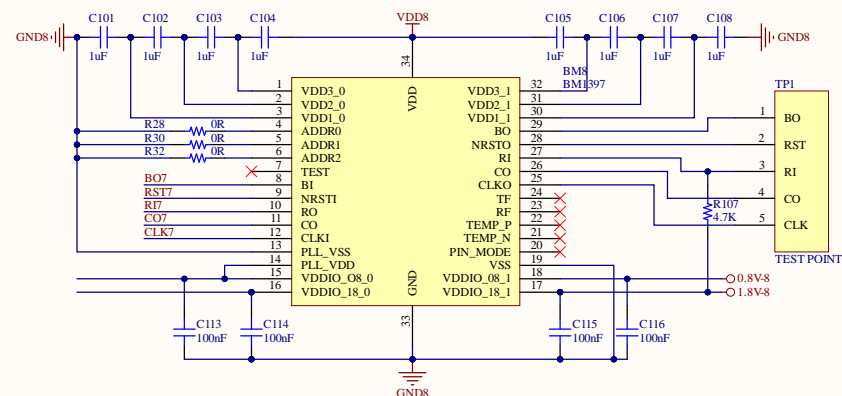 C101 C102 C103 C104 VDD8 C105 C106 C107 C108
GND8 GND8
1uF 1uF 1uF 1uF 1uF 1uF 1uF 1uF
34
BM8
BM1397
TP1
VDD
1 VDD3_0 VDD3_1 32
2 VDD2_0 VDD2_1 31
3 VDD1_0 VDD1_1 30
R28 0R 4 ADDR0 BO 29
R30 0R 5 ADDR1 NRSTO 28
R32 0R 6 ADDR2 RI 27
7 TEST CO 26
BO7 8 BI CLKO 25
RST7 9 NRSTI TF 24
RI7 10 RO RF 23
CO7 11 CO TEMP_P 22
CLK7 12 CLKI TEMP_N 21
13 PLL_VSS PIN_MODE 20
14 PLL_VDD VSS 19
15 VDDIO_O8_0 VDDIO_08_1 18
16 VDDIO_18_0 VDDIO_18_1 17
GND
33
1 BO
2 RST
3 RI
4 CO
5 CLK
TEST POINT
R107
4.7K
0.8V-8
1.8V-8
C113 C114 C115 C116
100nF 100nF 100nF 100nF
GND8